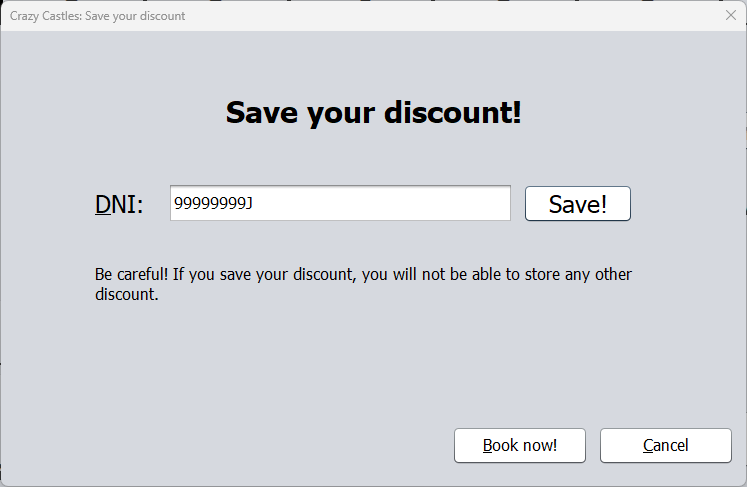 Crazy Castles: Save your discount
Save your discount!
DNI:
99999999J
Save!
Be careful! If you save your discount, you will not be able to store any other
discount.
Book now!
Cancel